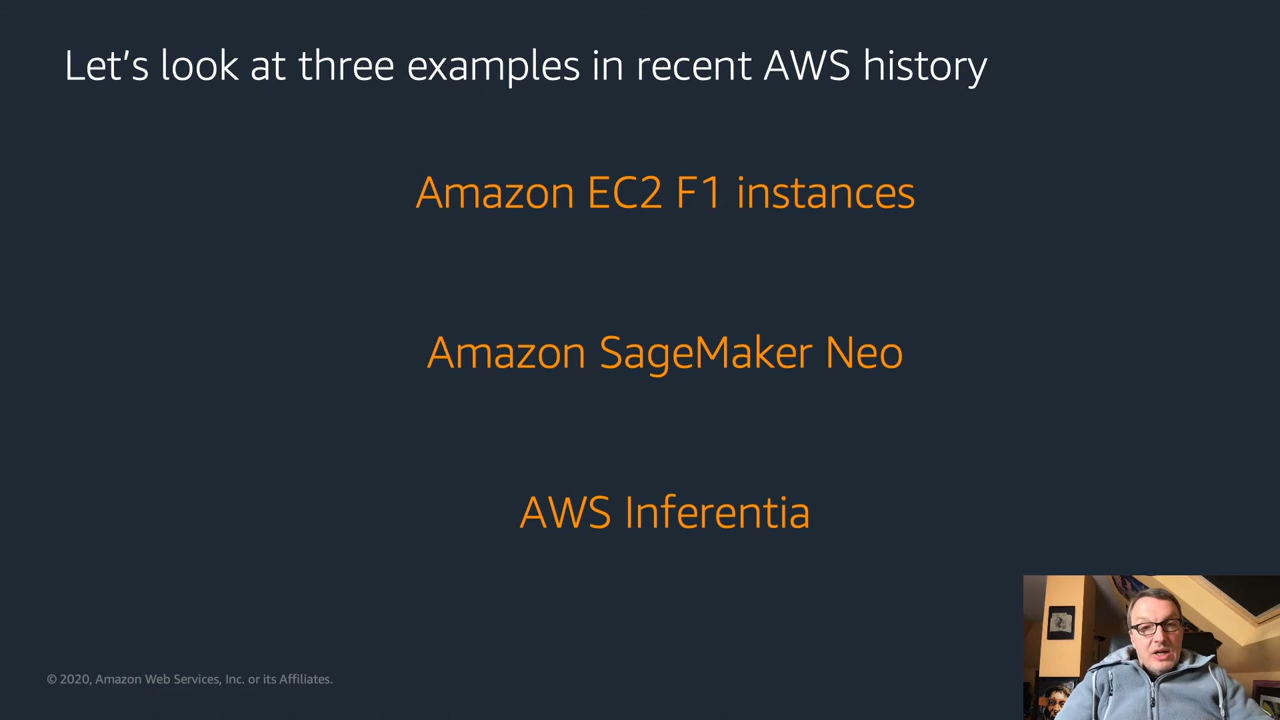 Let's look at three examples in recent AWS history
Amazon EC2 F1 instances
Amazon SageMaker Neo
AWS Inferentia
© 2020, Amazon Web Services, Inc. or its Affiliates.